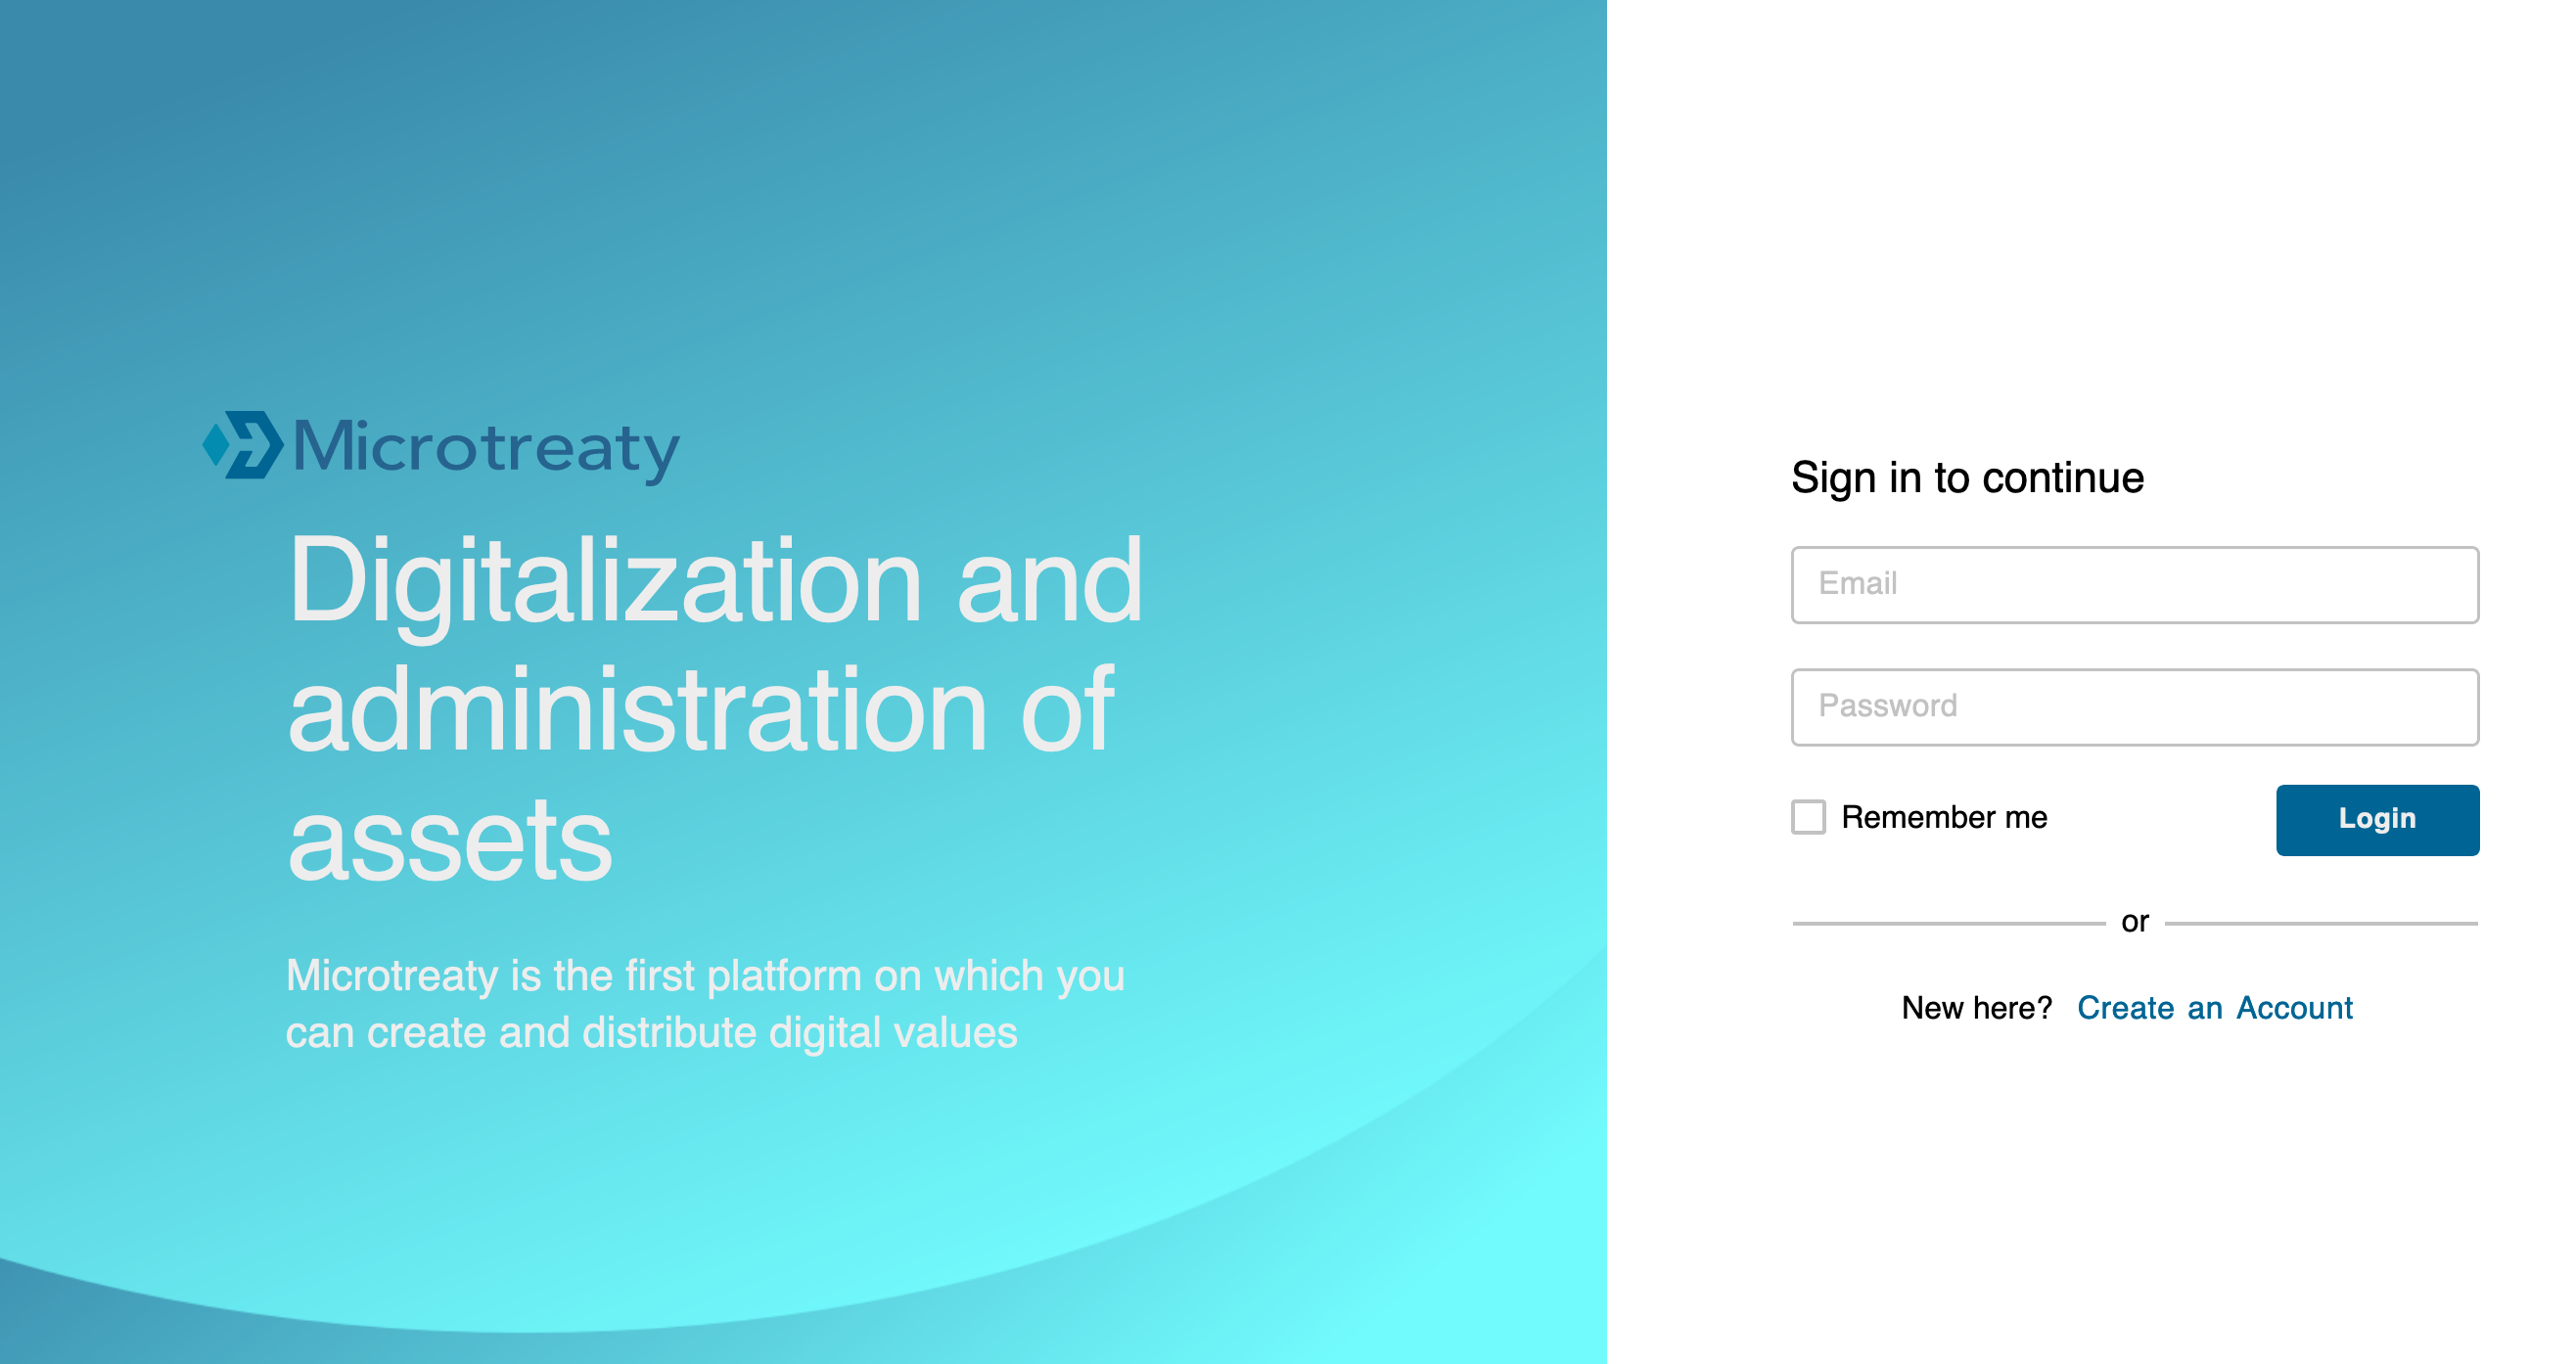 Microtreaty
Digitalization and
administration of
assets
Microtreaty is the first platform on which you
can create and distribute digital values
Sign in to continue
Email
Password
Remember me
Login
or
New here? Create an Account